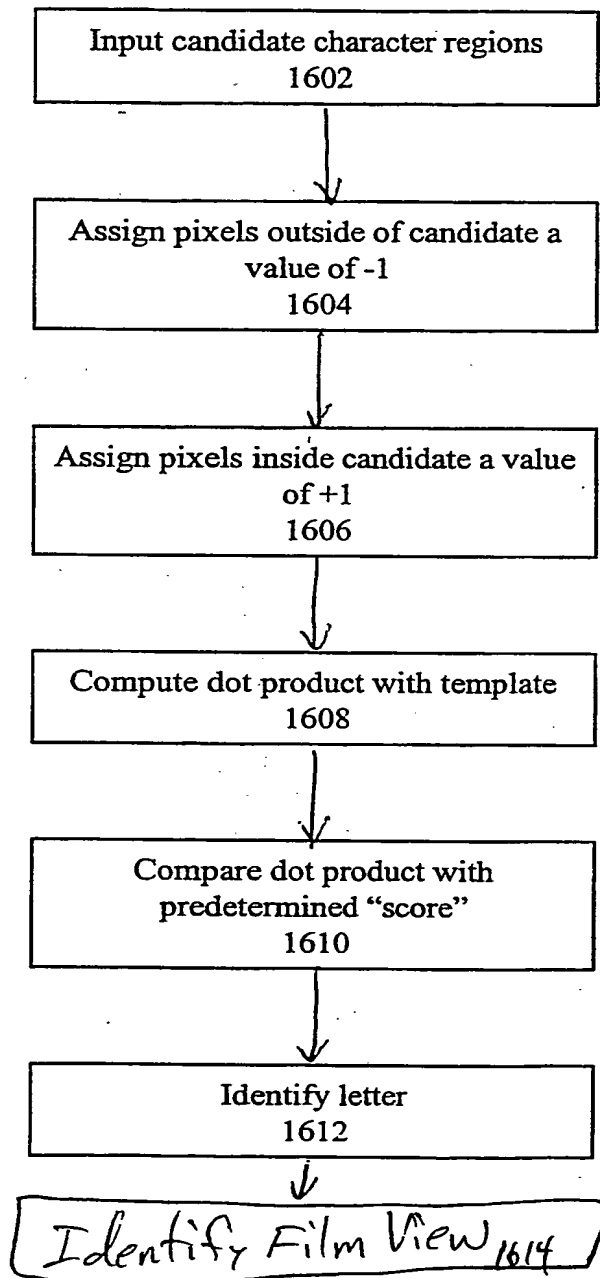 Input candidate character regions
1602
Assign pixels outside of candidate a
value of -1
1604
Assign pixels inside candidate a value
of +1
1606
Compute dot product with template
1608
Compare dot product with
predetermined “score”
1610
Identify letter
1612
Identify Film View 1614